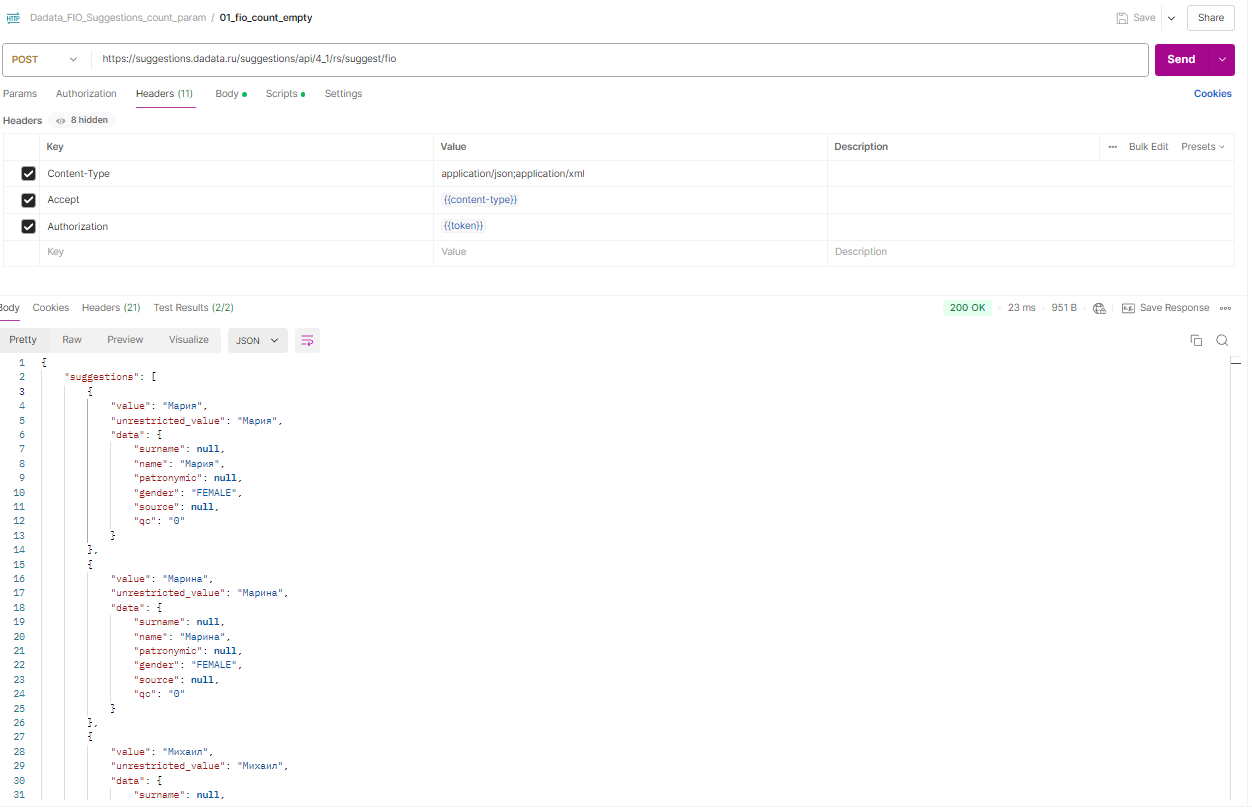 HTTP Dadata_FIO_Suggestions_count_param / 01_fio_count_empty Save Share
POST https://suggestions.dadata.ru/suggestions/api/4_1/rs/suggest/fio Send
Params Authorization Headers (11) Body Scripts Settings Cookies
Headers 8 hidden
Key Value Description ••• Bulk Edit Presets
Content-Type application/json;application/xml
Accept {{content-type}}
Authorization {{token}}
Key Value Description
Body Cookies Headers (21) Test Results (2/2) 200 OK 23 ms 951 B e.g. Save Response
Pretty Raw Preview Visualize JSON
1 {
2 "suggestions": [
3 {
4 "value": "Мария",
5 "unrestricted_value": "Мария",
6 "data": {
7 "surname": null,
8 "name": "Мария",
9 "patronymic": null,
10 "gender": "FEMALE",
11 "source": null,
12 "qc": "0"
13 }
14 },
15 {
16 "value": "Марина",
17 "unrestricted_value": "Марина",
18 "data": {
19 "surname": null,
20 "name": "Марина",
21 "patronymic": null,
22 "gender": "FEMALE",
23 "source": null,
24 "qc": "0"
25 }
26 },
27 {
28 "value": "Михаил",
29 "unrestricted_value": "Михаил",
30 "data": {
31 "surname": null,